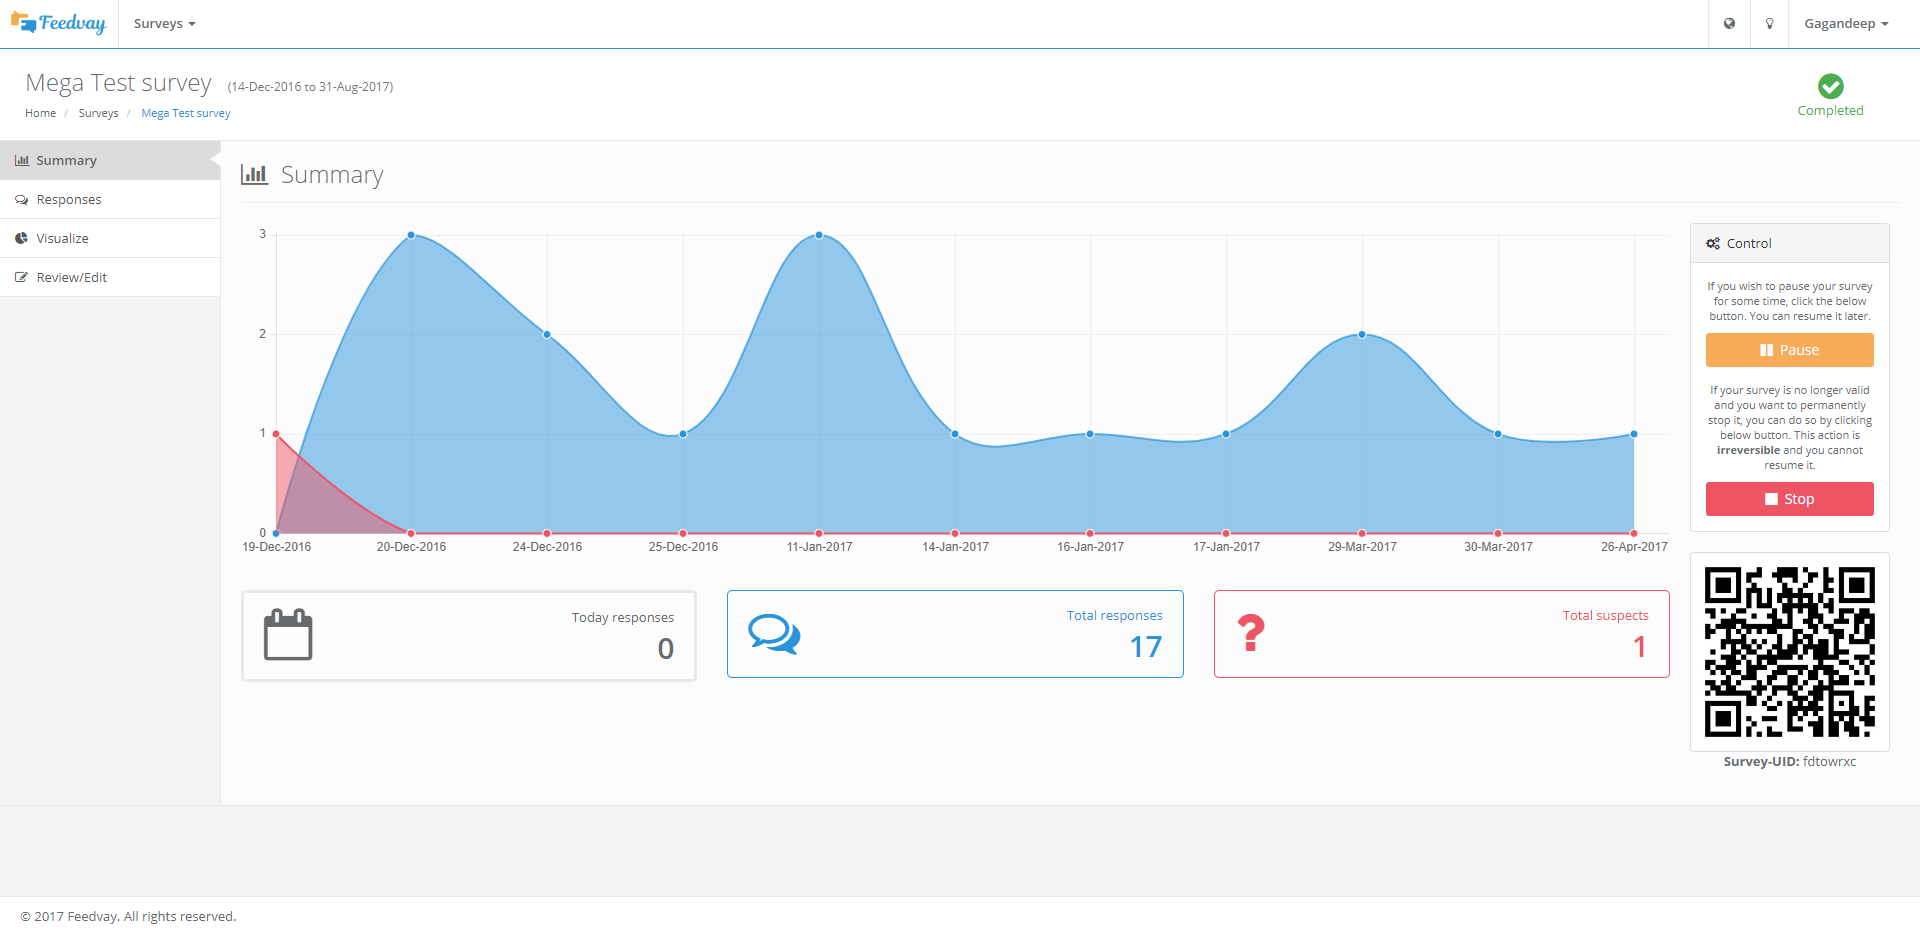 Feedvay
Surveys
Gagandeep
Mega Test survey (14-Dec-2016 to 31-Aug-2017)
Home / Surveys / Mega Test survey
Completed
Summary
Responses
Visualize
Review/Edit
Summary
3
2
1
0
19-Dec-2016 20-Dec-2016 24-Dec-2016 25-Dec-2016 11-Jan-2017 14-Jan-2017 16-Jan-2017 17-Jan-2017 29-Mar-2017 30-Mar-2017 26-Apr-2017
Today responses
0
Total responses
17
Total suspects
1
Control
If you wish to pause your survey
for some time, click the below
button. You can resume it later.
Pause
If your survey is no longer valid
and you want to permanently
stop it, you can do so by clicking
below button. This action is
irreversible and you cannot
resume it.
Stop
Survey-UID: fdtowrxc
© 2017 Feedvay. All rights reserved.